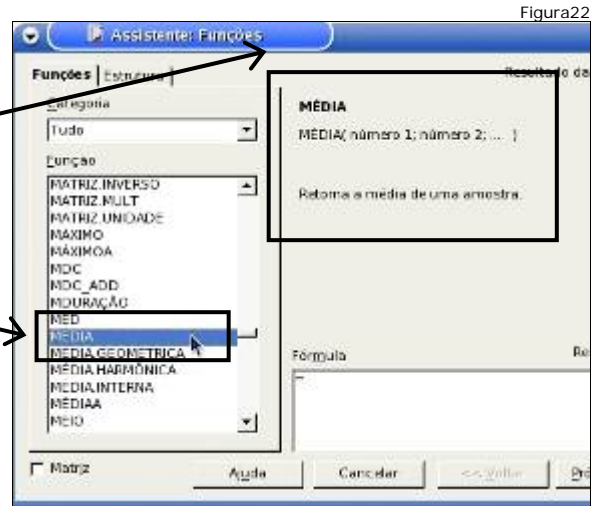 Figura22
Assistente: Funções
Funções Estrutura
Resultado da
Categoria
Tudo
Função
MATRIZ.INVERSO
MATRIZ.MULT
MATRIZ.UNIDADE
MÁXIMO
MÁXIMOA
MDC
MDC_ADD
MDURAÇÃO
MED
MÉDIA
MÉDIA.GEOMÉTRICA
MÉDIA.HARMÔNICA
MÉDIA.INTERNA
MÉDIAA
MEIO
MÉDIA
MÉDIA( número 1; número 2; ... )
Retorna a média de uma amostra.
Fórmula
Re
=
Matriz
Ajuda
Cancelar
<< Voltar
Pró